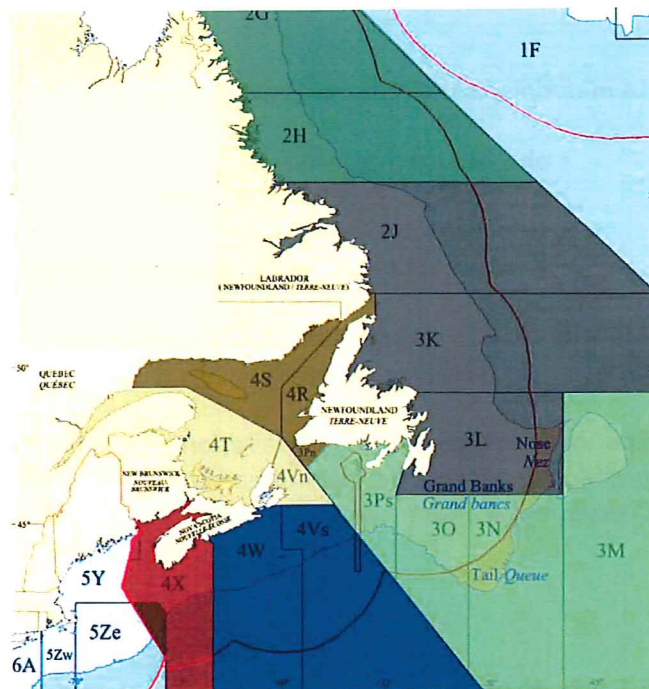 2G
1F
2H
2J
LABRADOR
(NEWFOUNDLAND / TERRE-NEUVE)
3K
50°
QUEBEC
QUÉBEC
4S
4R
NEWFOUNDLAND
TERRE-NEUVE
3L
Nose
Nez
4T
3Pn
4Vn
NEW BRUNSWICK
NOUVEAU
BRUNSWICK
3Ps
Grand Banks
Grand bancs
45°
NOVA SCOTIA
NOUVELLE-ÉCOSSE
3O
3N
4W
4Vs
3M
5Y
4X
Tail / Queue
5Ze
6A
5Zw